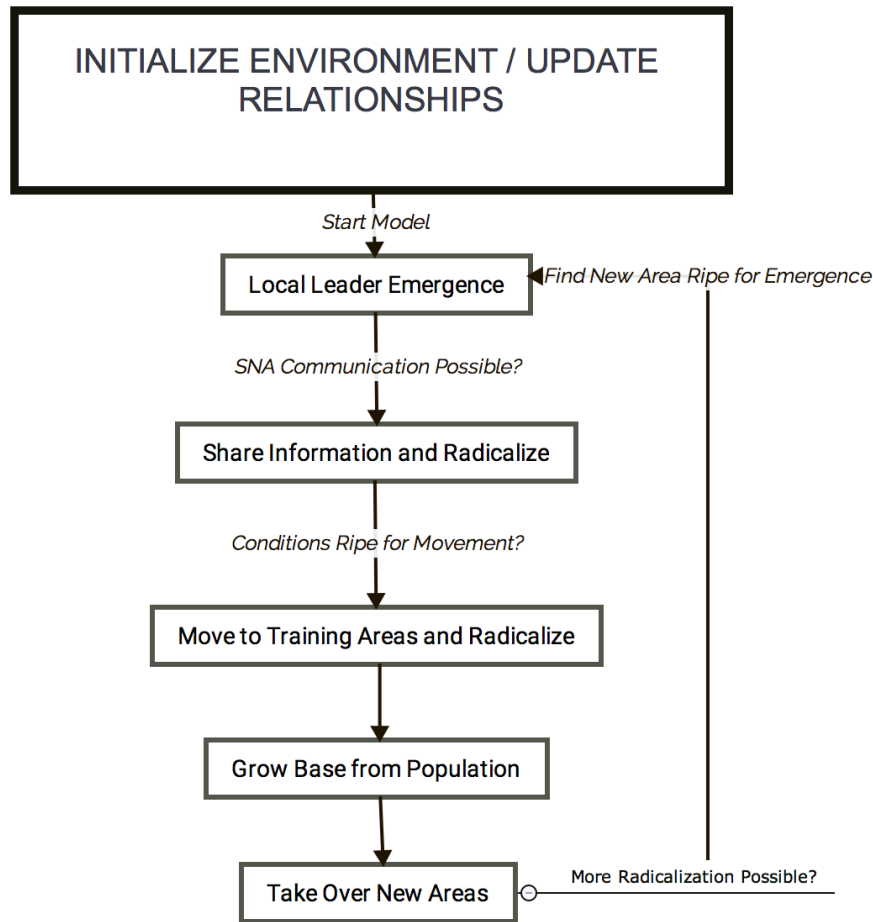 INITIALIZE ENVIRONMENT / UPDATE
RELATIONSHIPS
Start Model
Local Leader Emergence
Find New Area Ripe for Emergence
SNA Communication Possible?
Share Information and Radicalize
Conditions Ripe for Movement?
Move to Training Areas and Radicalize
Grow Base from Population
Take Over New Areas
More Radicalization Possible?